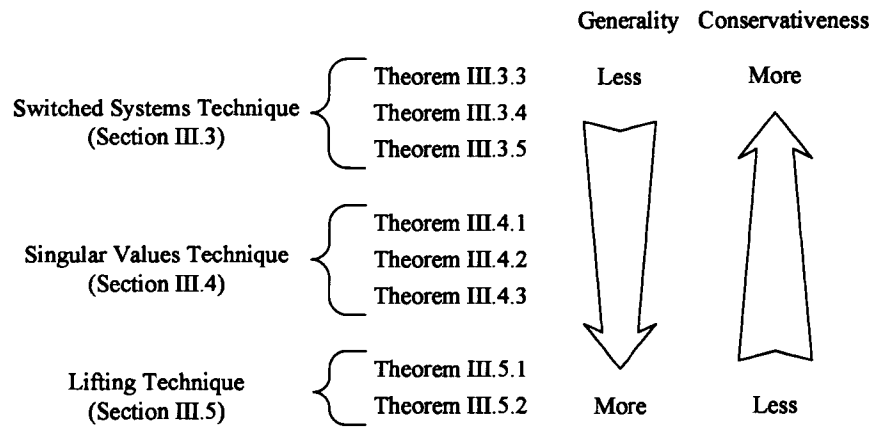 Generality Conservativeness
Theorem III.3.3 Less More
Switched Systems Technique
(Section III.3)
Theorem III.3.4
Theorem III.3.5
Theorem III.4.1
Singular Values Technique
(Section III.4)
Theorem III.4.2
Theorem III.4.3
Lifting Technique
(Section III.5)
Theorem III.5.1
Theorem III.5.2 More Less